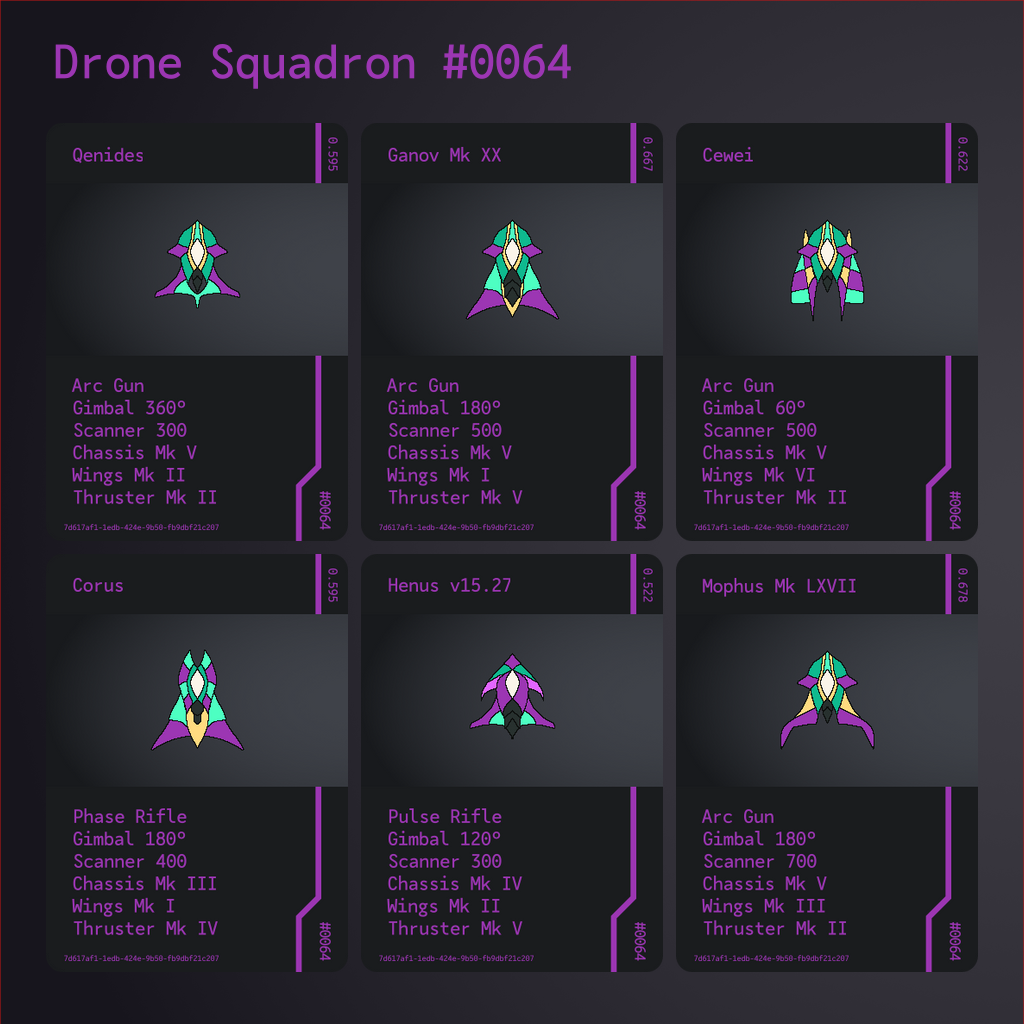 Drone Squadron #0064
Qenides
0.595
Arc Gun
Gimbal 360°
Scanner 300
Chassis Mk V
Wings Mk II
Thruster Mk II
#0064
7d617af1-1edb-424e-9b50-fb9dbf21c207
Ganov Mk XX
0.667
Arc Gun
Gimbal 180°
Scanner 500
Chassis Mk V
Wings Mk I
Thruster Mk V
#0064
7d617af1-1edb-424e-9b50-fb9dbf21c207
Cewei
0.622
Arc Gun
Gimbal 60°
Scanner 500
Chassis Mk V
Wings Mk VI
Thruster Mk II
#0064
7d617af1-1edb-424e-9b50-fb9dbf21c207
Corus
0.595
Phase Rifle
Gimbal 180°
Scanner 400
Chassis Mk III
Wings Mk I
Thruster Mk IV
#0064
7d617af1-1edb-424e-9b50-fb9dbf21c207
Henus v15.27
0.522
Pulse Rifle
Gimbal 120°
Scanner 300
Chassis Mk IV
Wings Mk II
Thruster Mk V
#0064
7d617af1-1edb-424e-9b50-fb9dbf21c207
Mophus Mk LXVII
0.678
Arc Gun
Gimbal 180°
Scanner 700
Chassis Mk V
Wings Mk III
Thruster Mk II
#0064
7d617af1-1edb-424e-9b50-fb9dbf21c207